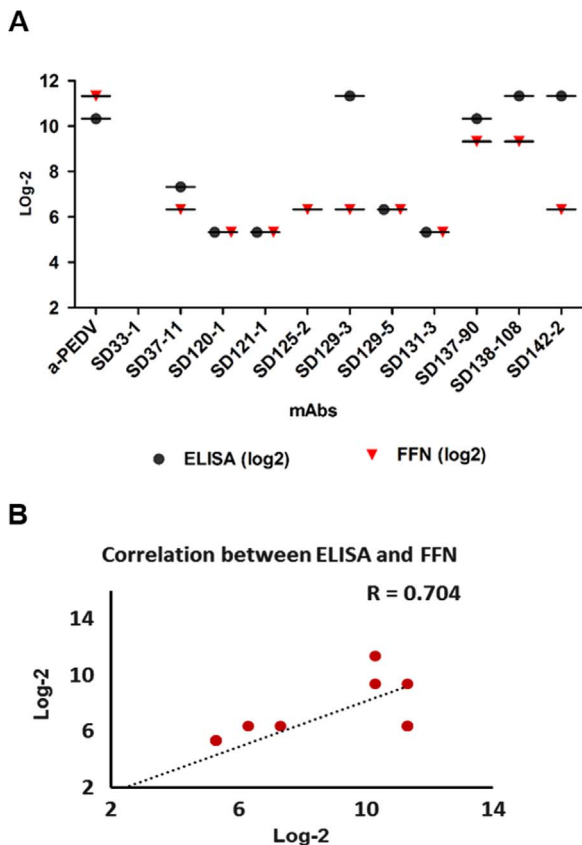 A
LOg-2
12
10
8
6
4
2
a-PEDV
SD33-1
SD37-11
SD120-1
SD121-1
SD125-2
SD129-3
SD129-5
SD131-3
SD137-90
SD138-108
SD142-2
mAbs
ELISA (log2) FFN (log2)
B
Correlation between ELISA and FFN
R = 0.704
Log-2
14
10
6
2
2 6 10 14
Log-2